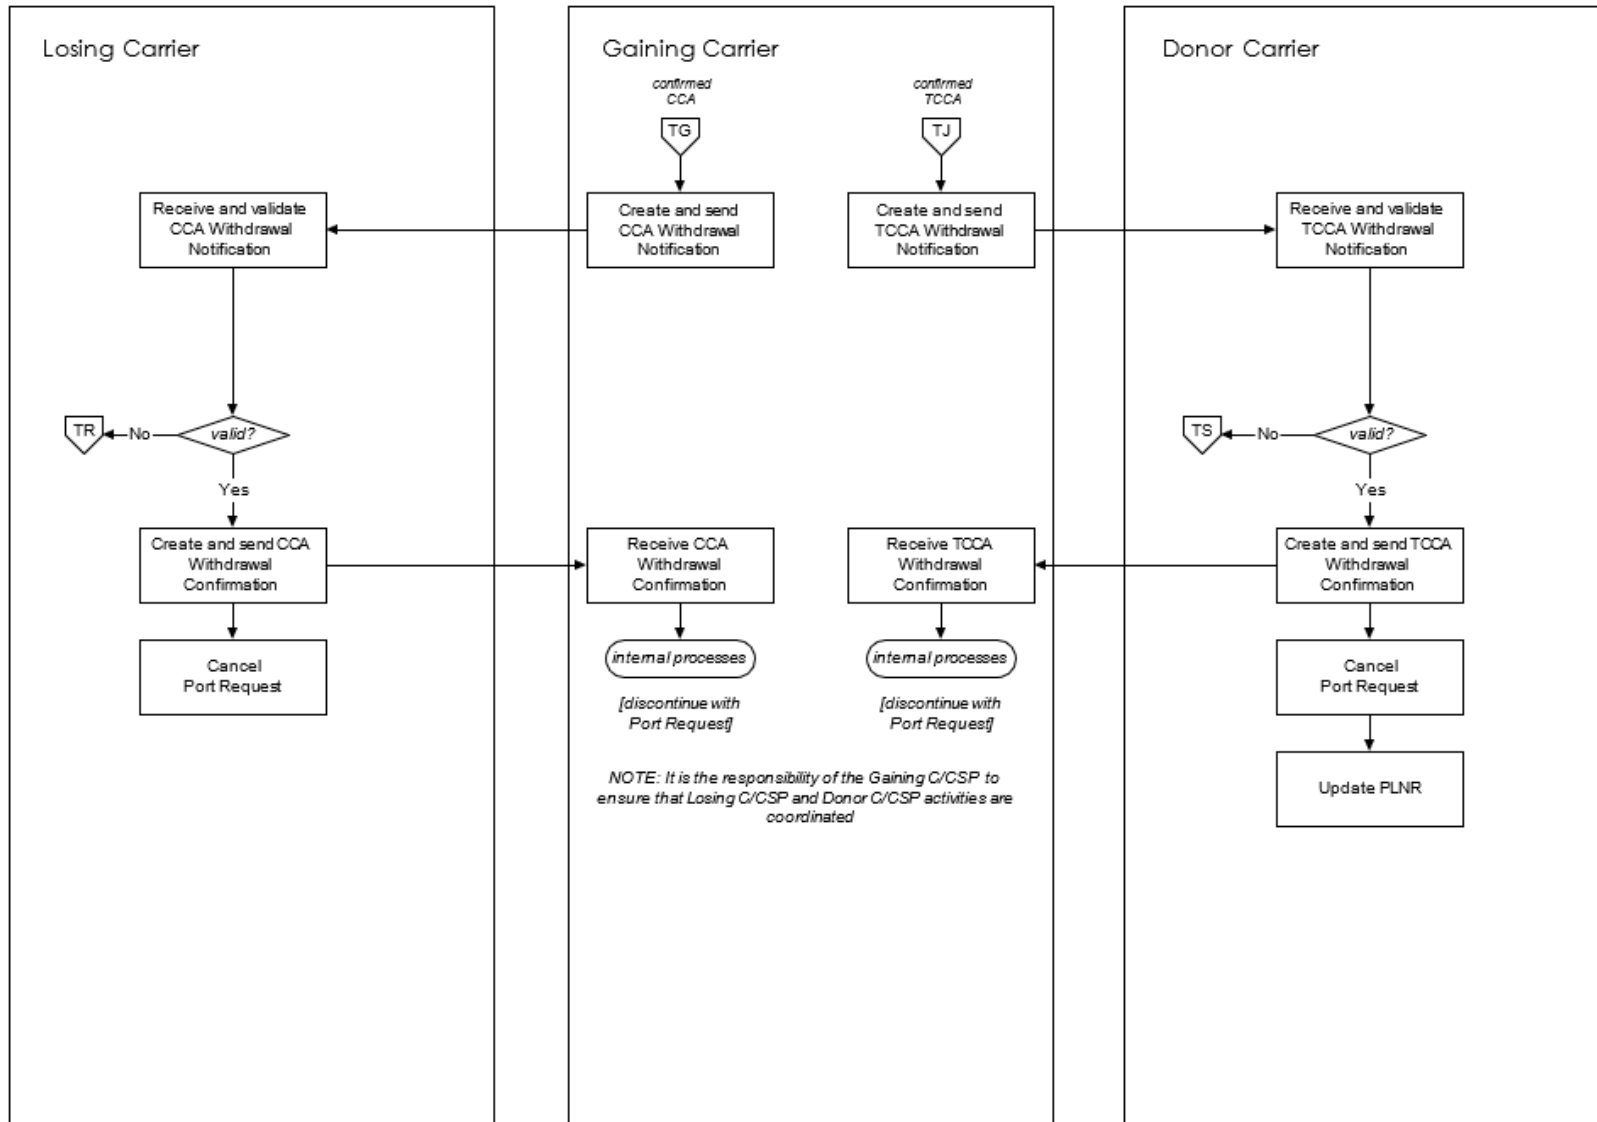 Losing Carrier
Gaining Carrier
Donor Carrier
confirmed
CCA
confirmed
TCCA
TG
TJ
Receive and validate
CCA Withdrawal
Notification
Create and send
CCA Withdrawal
Notification
Create and send
TCCA Withdrawal
Notification
Receive and validate
TCCA Withdrawal
Notification
TR
No
valid?
TS
No
valid?
Yes
Yes
Create and send CCA
Withdrawal
Confirmation
Receive CCA
Withdrawal
Confirmation
Receive TCCA
Withdrawal
Confirmation
Create and send TCCA
Withdrawal
Confirmation
Cancel
Port Request
internal processes
internal processes
Cancel
Port Request
[discontinue with
Port Request]
[discontinue with
Port Request]
NOTE: It is the responsibility of the Gaining C/CSP to
ensure that Losing C/CSP and Donor C/CSP activities are
coordinated
Update PLNR